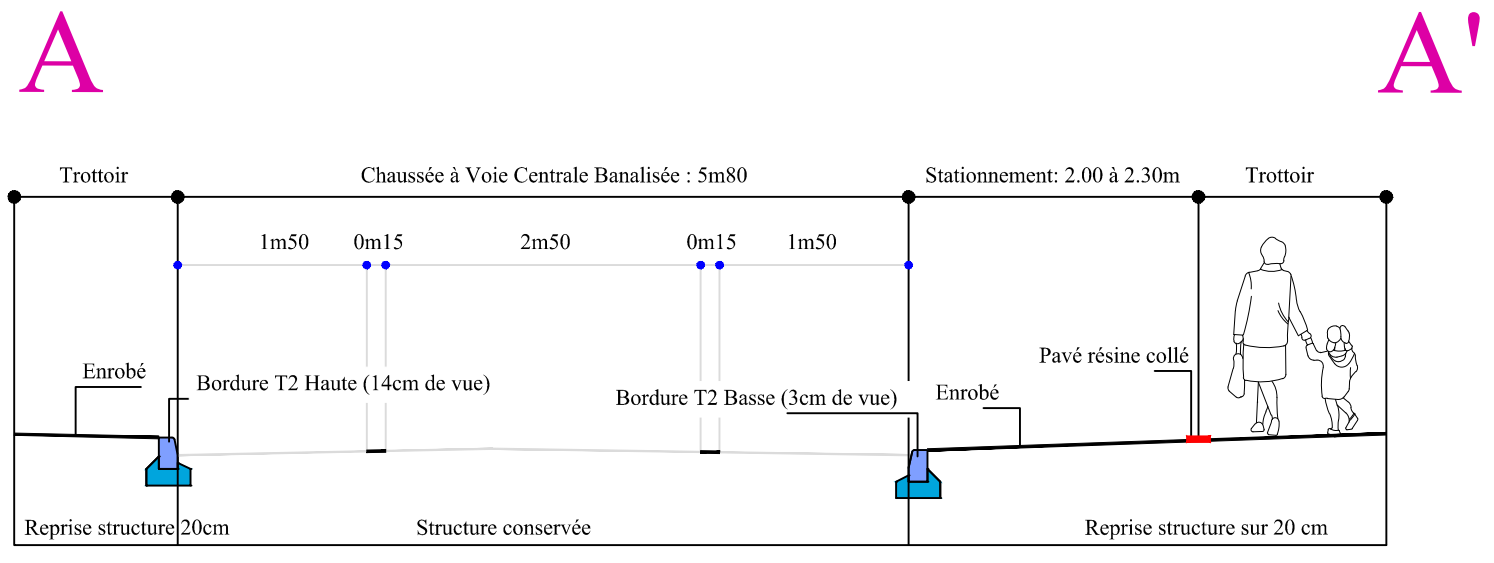 A
A'
Trottoir
Chaussée à Voie Centrale Banalisée : 5m80
Stationnement: 2.00 à 2.30m
Trottoir
1m50
0m15
2m50
0m15
1m50
Pavé résine collé
Enrobé
Bordure T2 Haute (14cm de vue)
Bordure T2 Basse (3cm de vue)
Enrobé
Reprise structure 20cm
Structure conservée
Reprise structure sur 20 cm